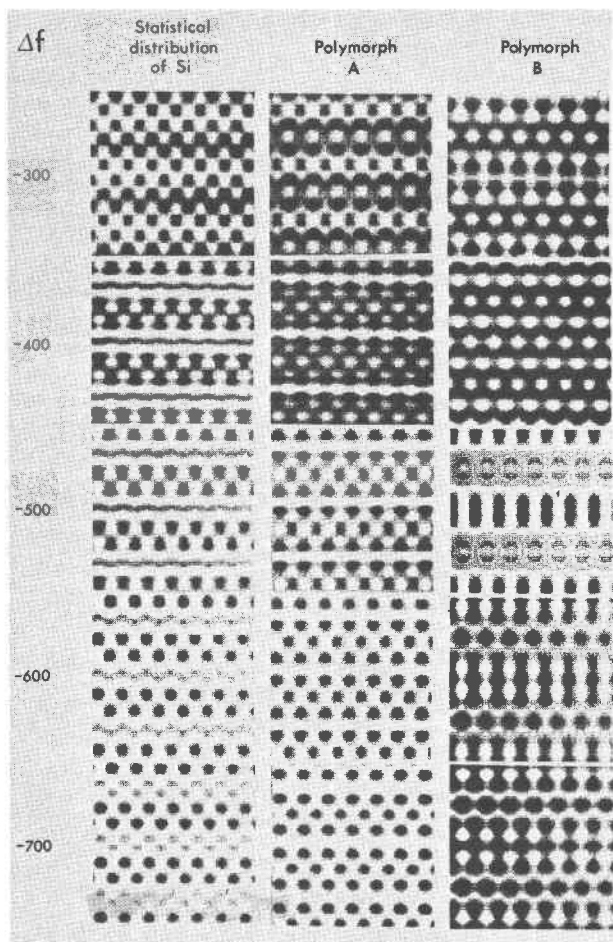 Δf
Statistical
distribution
of Si
Polymorph
A
Polymorph
B
-300
-400
-500
-600
-700